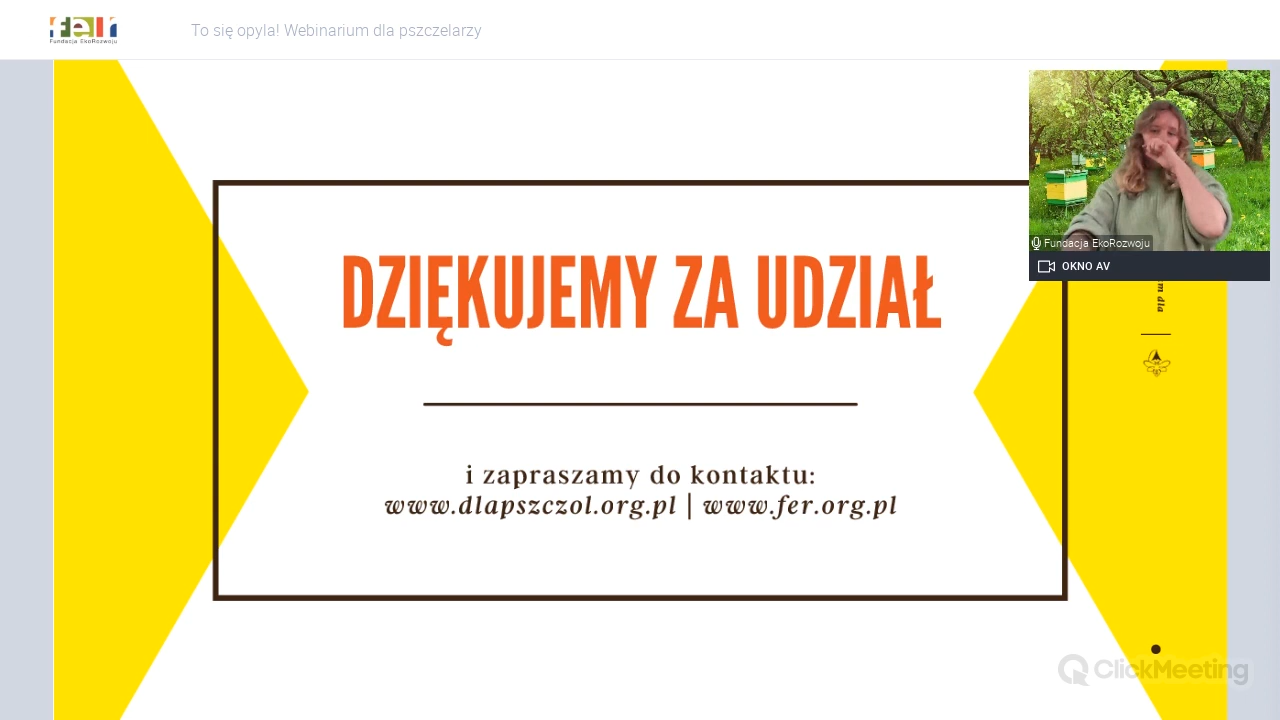 fer
Fundacja EkoRozwoju
To się opyla! Webinarium dla pszczelarzy
DZIĘKUJEMY ZA UDZIAŁ
i zapraszamy do kontaktu:
www.dlapszczol.org.pl | www.fer.org.pl
Fundacja EkoRozwoju
OKNO AV
m dla
ClickMeeting